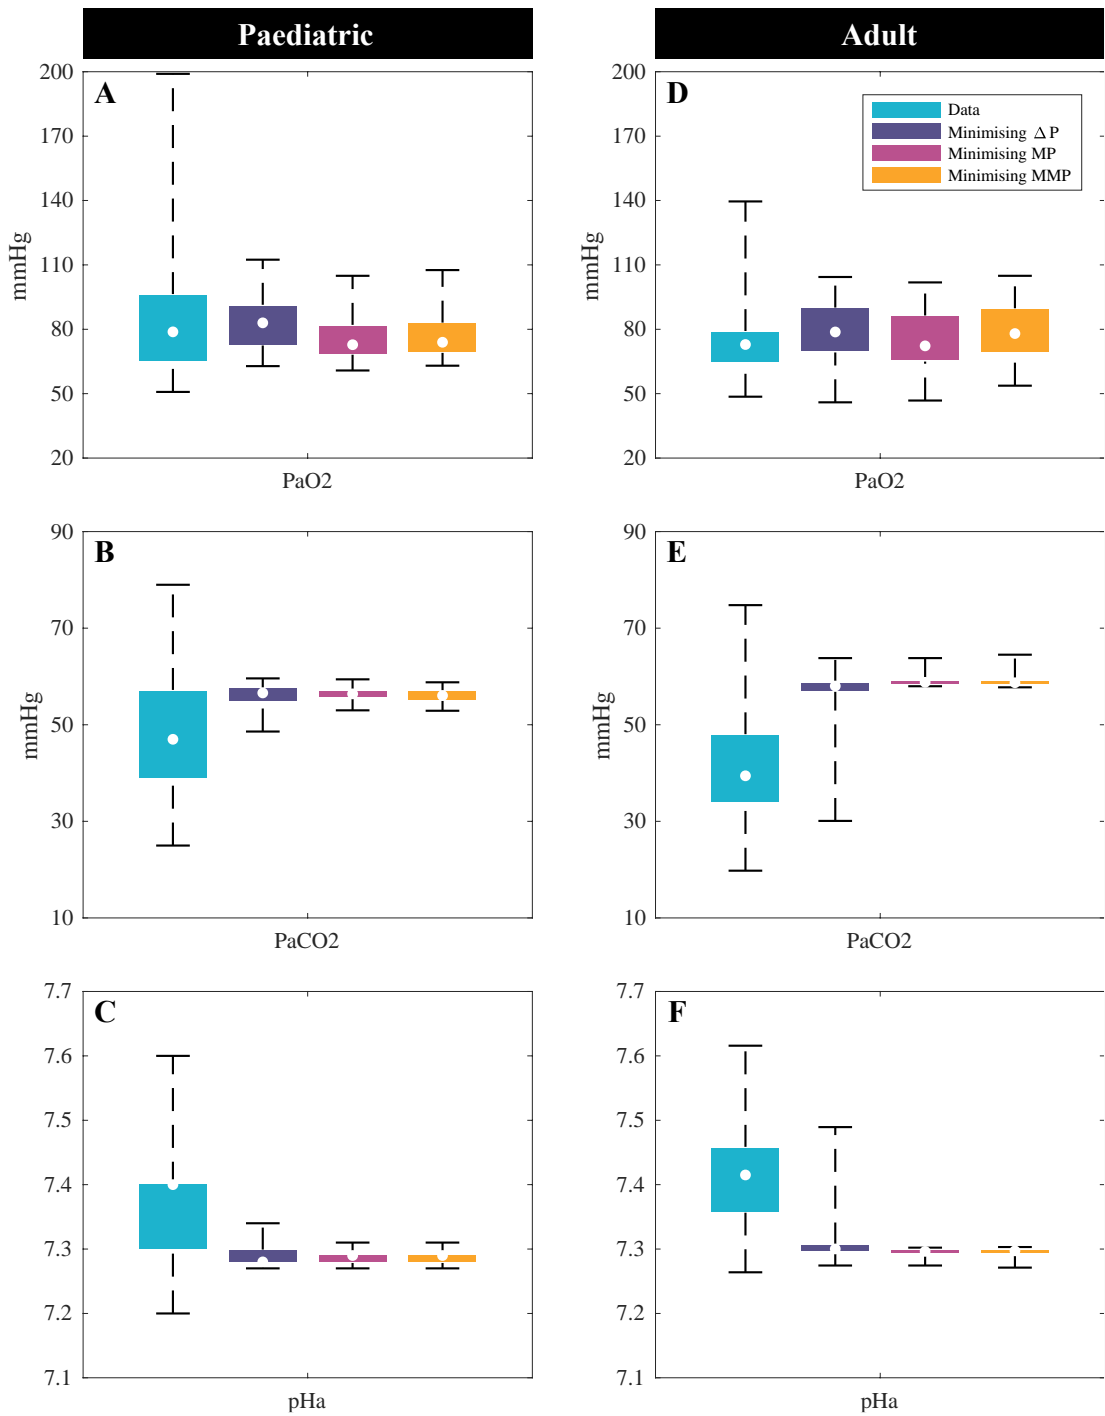 Paediatric
Adult
A
200
170
140
110
80
50
20
mmHg
PaO2
D
200
170
140
110
80
50
20
mmHg
PaO2
Data
Minimising Δ P
Minimising MP
Minimising MMP
B
90
70
50
30
10
mmHg
PaCO2
E
90
70
50
30
10
mmHg
PaCO2
C
7.7
7.6
7.5
7.4
7.3
7.2
7.1
pHa
F
7.7
7.6
7.5
7.4
7.3
7.2
7.1
pHa